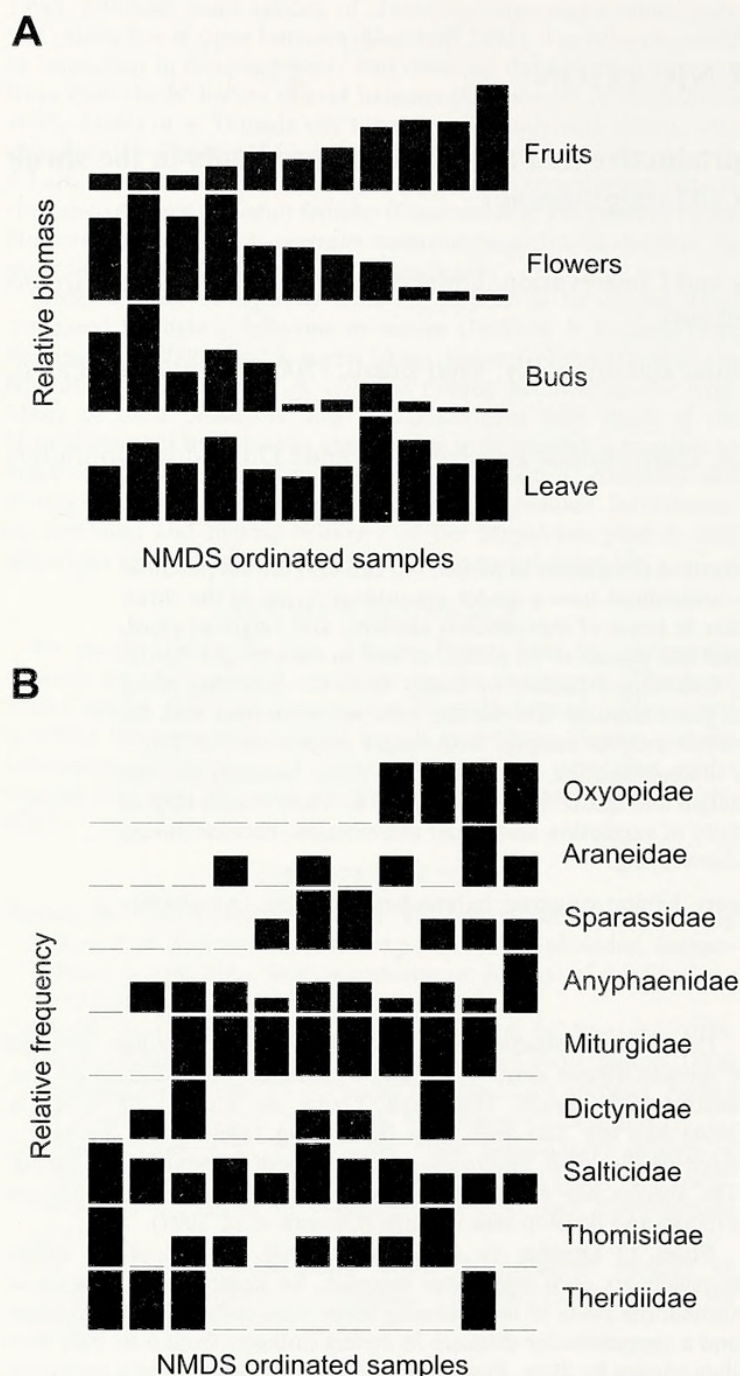 A
Fruits
Flowers
Buds
Leave
Relative biomass
NMDS ordinated samples
B
Oxyopidae
Araneidae
Sparassidae
Anyphaenidae
Miturgidae
Dictynidae
Salticidae
Thomisidae
Theridiidae
Relative frequency
NMDS ordinated samples